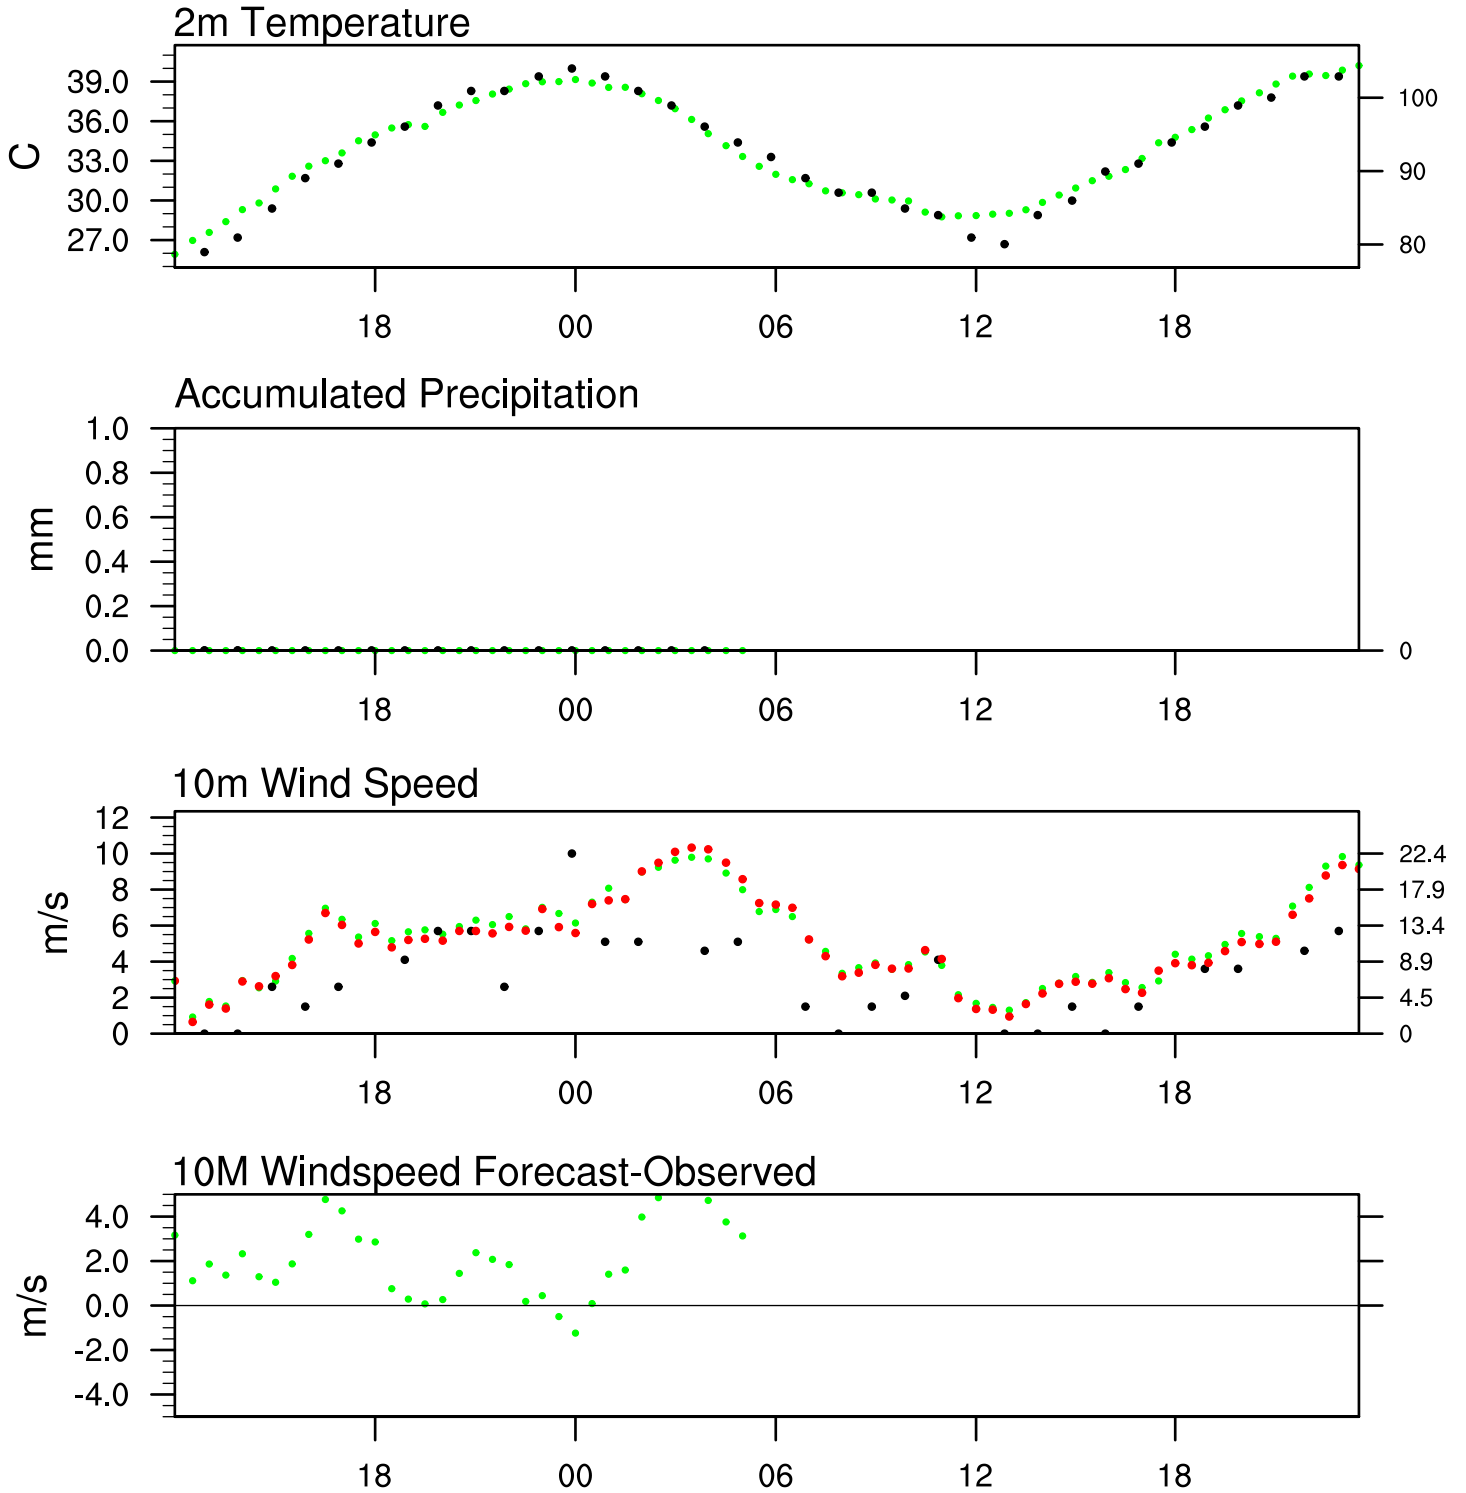 2m Temperature
39.0
36.0
33.0
30.0
27.0
C
100
90
80
18 00 06 12 18
Accumulated Precipitation
1.0
0.8
0.6
0.4
0.2
0.0
mm
0
18 00 06 12 18
10m Wind Speed
12
10
8
6
4
2
0
m/s
22.4
17.9
13.4
8.9
4.5
0
18 00 06 12 18
10M Windspeed Forecast-Observed
4.0
2.0
0.0
-2.0
-4.0
m/s
18 00 06 12 18